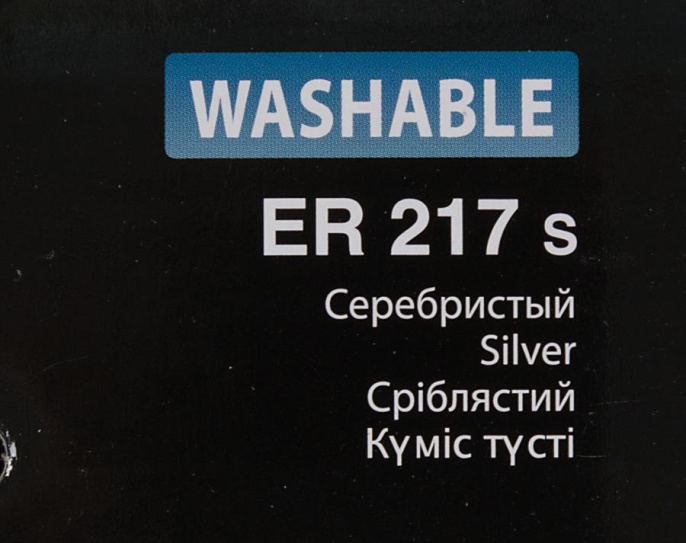 WASHABLE
ER 217 s
Серебристый
Silver
Сріблястий
Күміс түсті